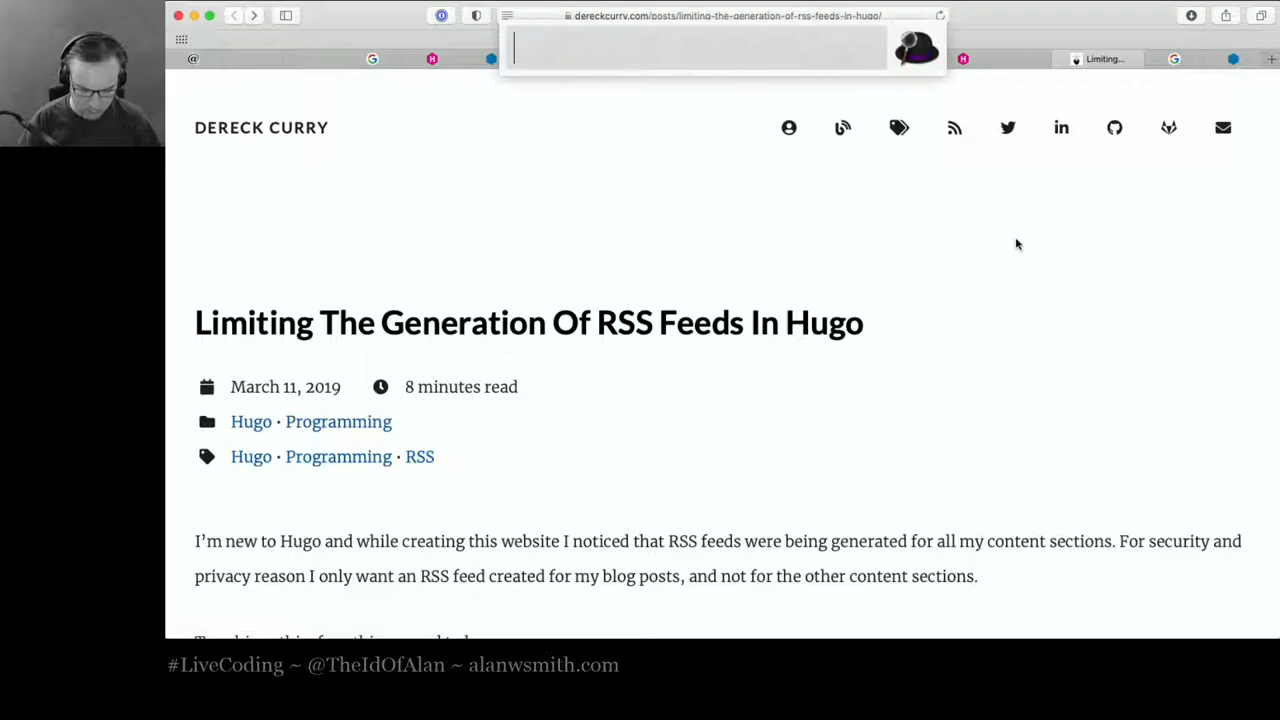 dereckcurry.com/posts/limiting-the-generation-of-rss-feeds-in-hugo/
@
Limiting...
DERECK CURRY
Limiting The Generation Of RSS Feeds In Hugo
March 11, 2019 8 minutes read
Hugo · Programming
Hugo · Programming · RSS
I'm new to Hugo and while creating this website I noticed that RSS feeds were being generated for all my content sections. For security and
privacy reason I only want an RSS feed created for my blog posts, and not for the other content sections.
#LiveCoding ~ @TheIdOfAlan ~ alanwsmith.com